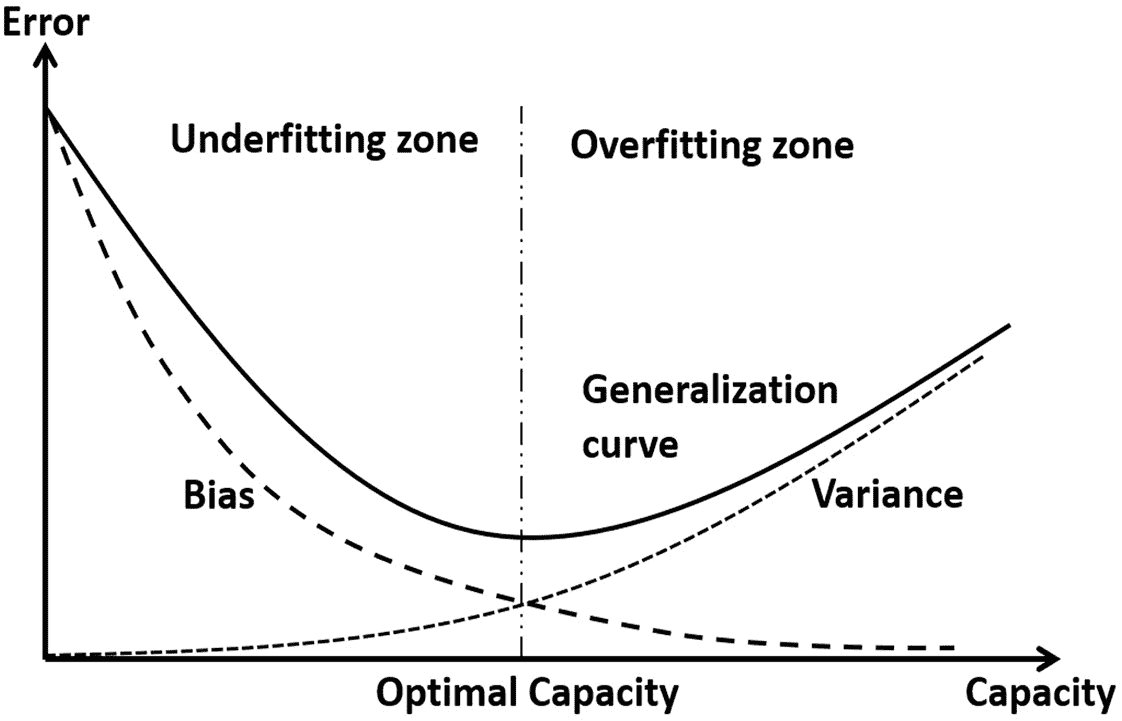 Error
Underfitting zone
Overfitting zone
Generalization
curve
Bias
Variance
Optimal Capacity
Capacity